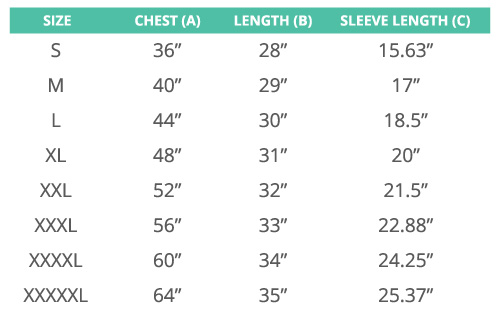 SIZE CHEST (A) LENGTH (B) SLEEVE LENGTH (C)
S 36” 28” 15.63”
M 40” 29” 17”
L 44” 30” 18.5”
XL 48” 31” 20”
XXL 52” 32” 21.5”
XXXL 56” 33” 22.88”
XXXXL 60” 34” 24.25”
XXXXXL 64” 35” 25.37”